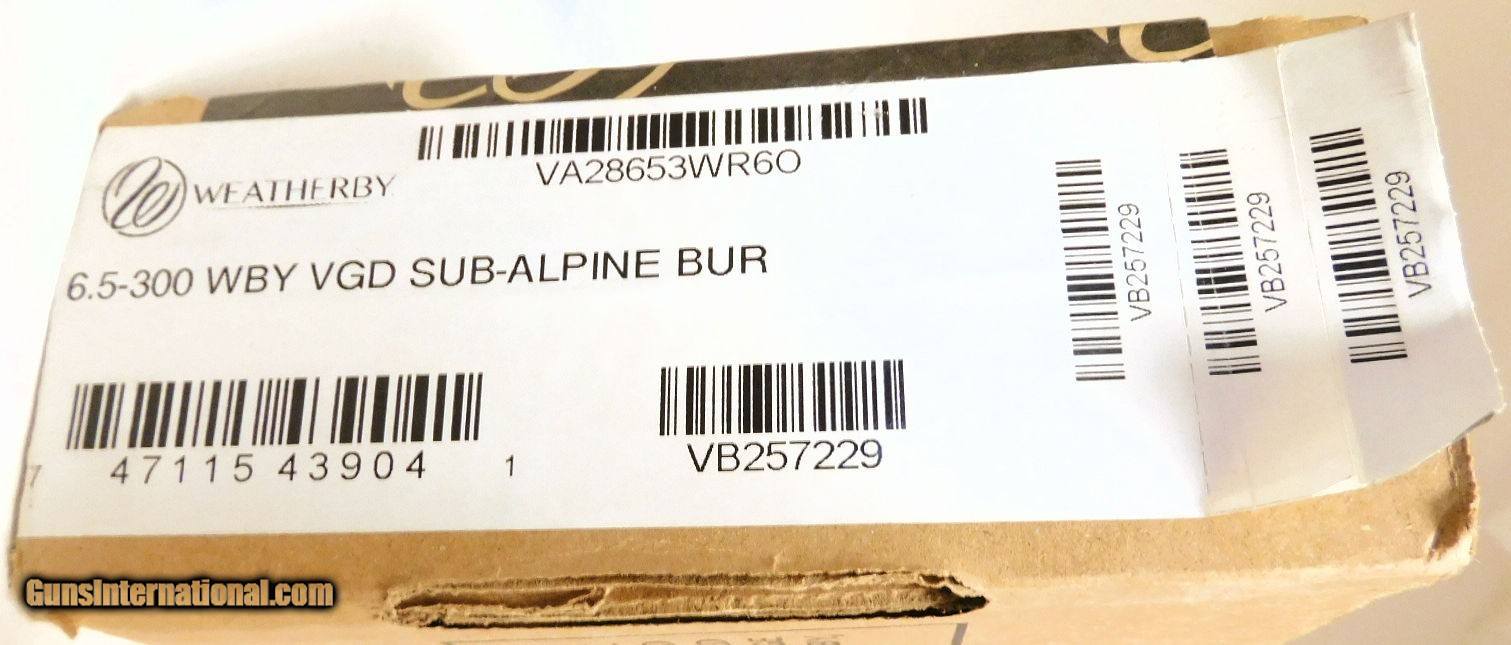 VA28653WR6O
WEATHERBY
6.5-300 WBY VGD SUB-ALPINE BUR
7 47115 43904 1
VB257229
VB257229
VB257229
VB257229
GunsInternational.com